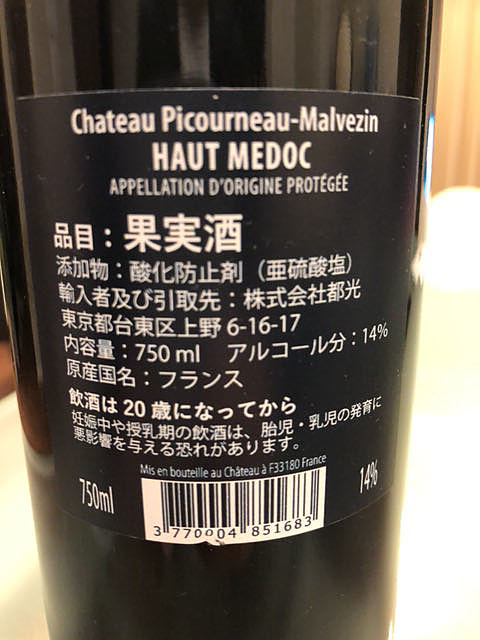 Chateau Picourneau-Malvezin
HAUT MEDOC
APPELLATION D'ORIGINE PROTÉGÉE
品目：果実酒
添加物：酸化防止剤（亜硫酸塩）
輸入者及び引取先：株式会社都光
東京都台東区上野 6-16-17
内容量：750 ml アルコール分：14%
原産国名：フランス
飲酒は 20 歳になってから
妊娠中や授乳期の飲酒は、胎児・乳児の発育に
悪影響を与える恐れがあります。
Mis en bouteille au Château à F33180 France
750ml
14%
3 770004 851683